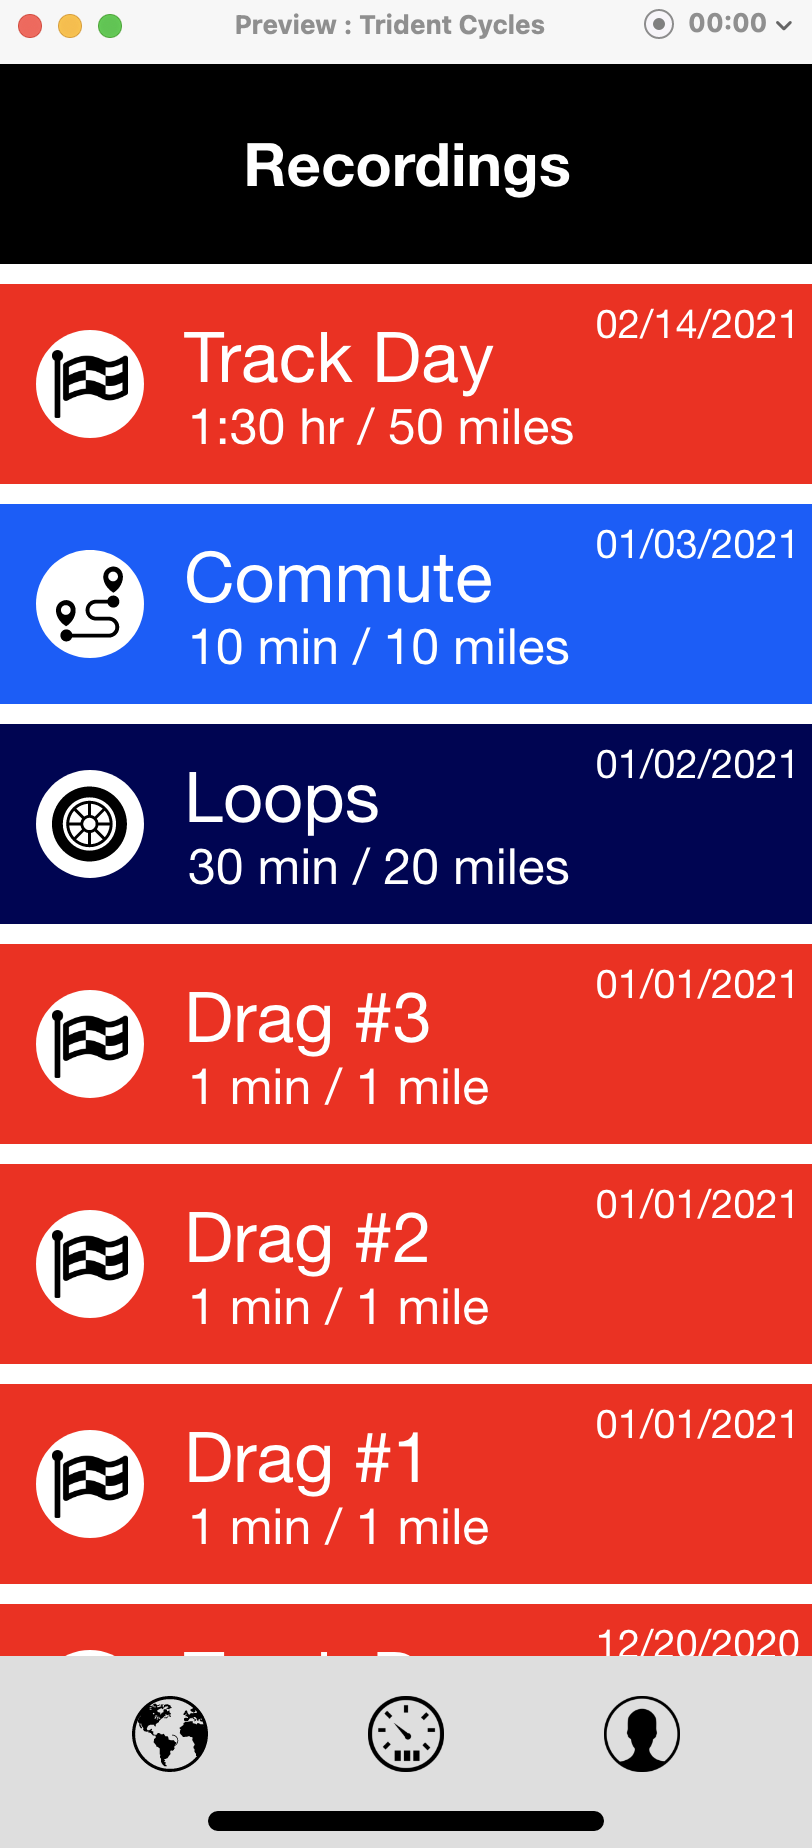 Preview : Trident Cycles
00:00
Recordings
02/14/2021
Track Day
1:30 hr / 50 miles
01/03/2021
Commute
10 min / 10 miles
01/02/2021
Loops
30 min / 20 miles
01/01/2021
Drag #3
1 min / 1 mile
01/01/2021
Drag #2
1 min / 1 mile
01/01/2021
Drag #1
1 min / 1 mile
12/20/2020